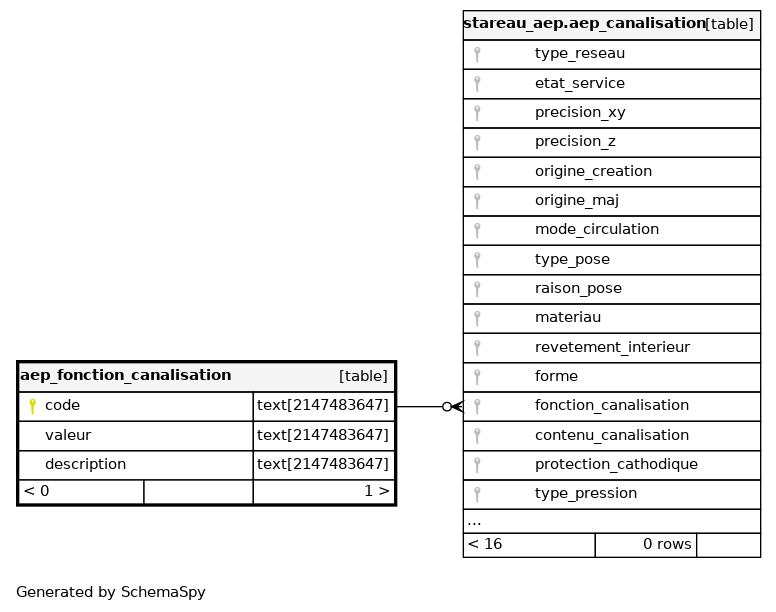 stareau_aep.aep_canalisation [table]
type_reseau
etat_service
precision_xy
precision_z
origine_creation
origine_maj
mode_circulation
type_pose
raison_pose
materiau
revetement_interieur
forme
fonction_canalisation
contenu_canalisation
protection_cathodique
type_pression
...
< 16 0 rows
aep_fonction_canalisation [table]
code text[2147483647]
valeur text[2147483647]
description text[2147483647]
< 0 1 >
Generated by SchemaSpy